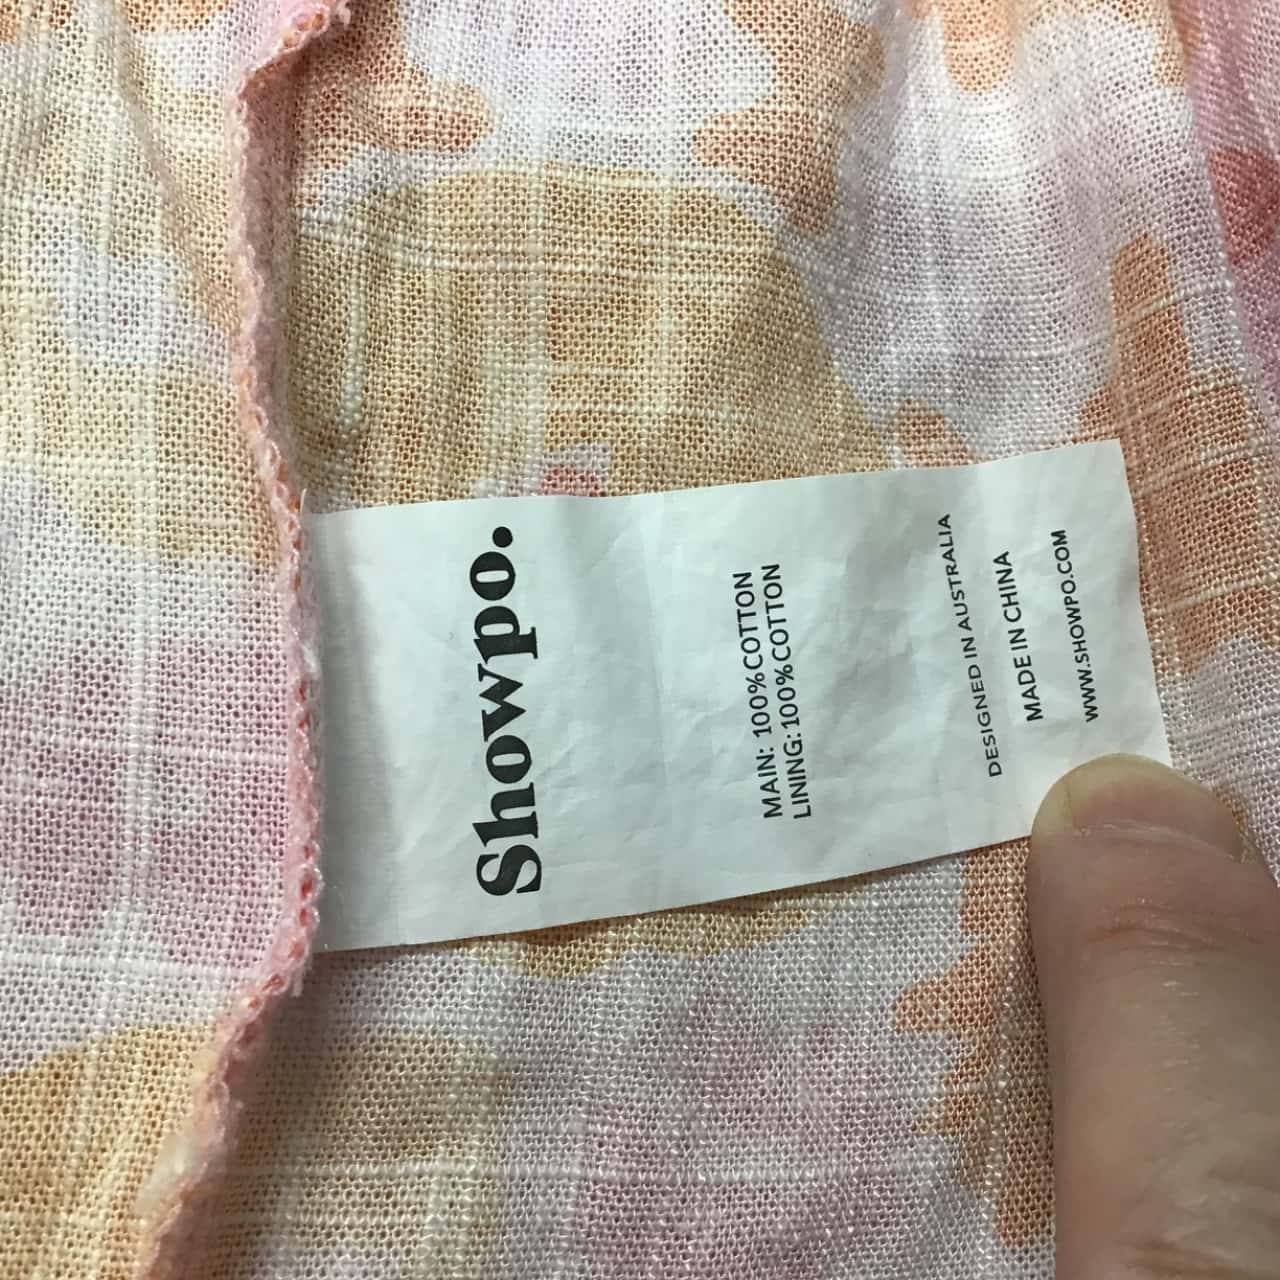 Showpo.
MAIN: 100%COTTON
LINING:100%COTTON
DESIGNED IN AUSTRALIA
MADE IN CHINA
WWW.SHOWPO.COM